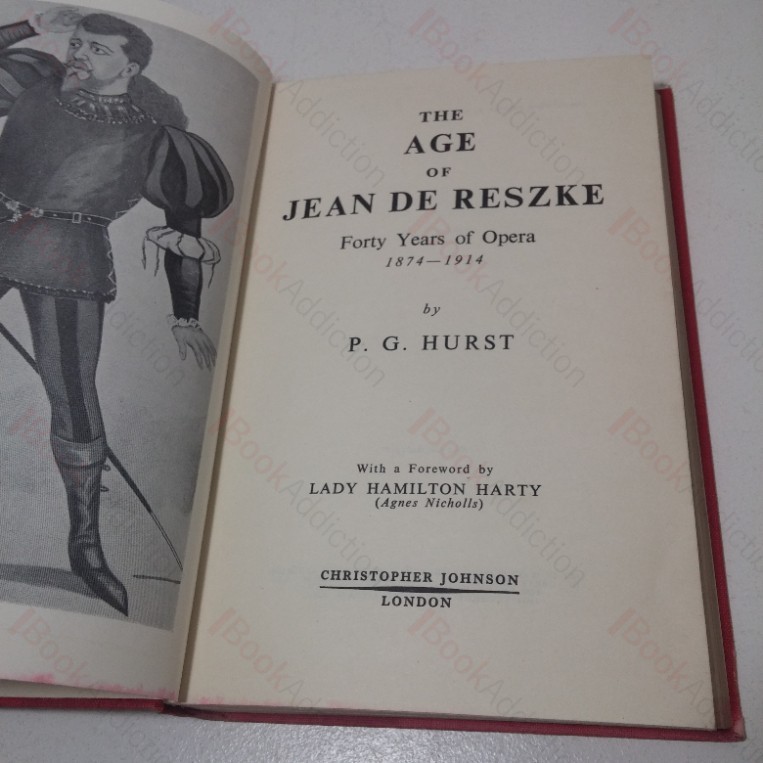 THE
AGE
OF
JEAN DE RESZKE
Forty Years of Opera
1874—1914
by
P. G. HURST
With a Foreword by
LADY HAMILTON HARTY
(Agnes Nicholls)
CHRISTOPHER JOHNSON
LONDON
BookAddiction